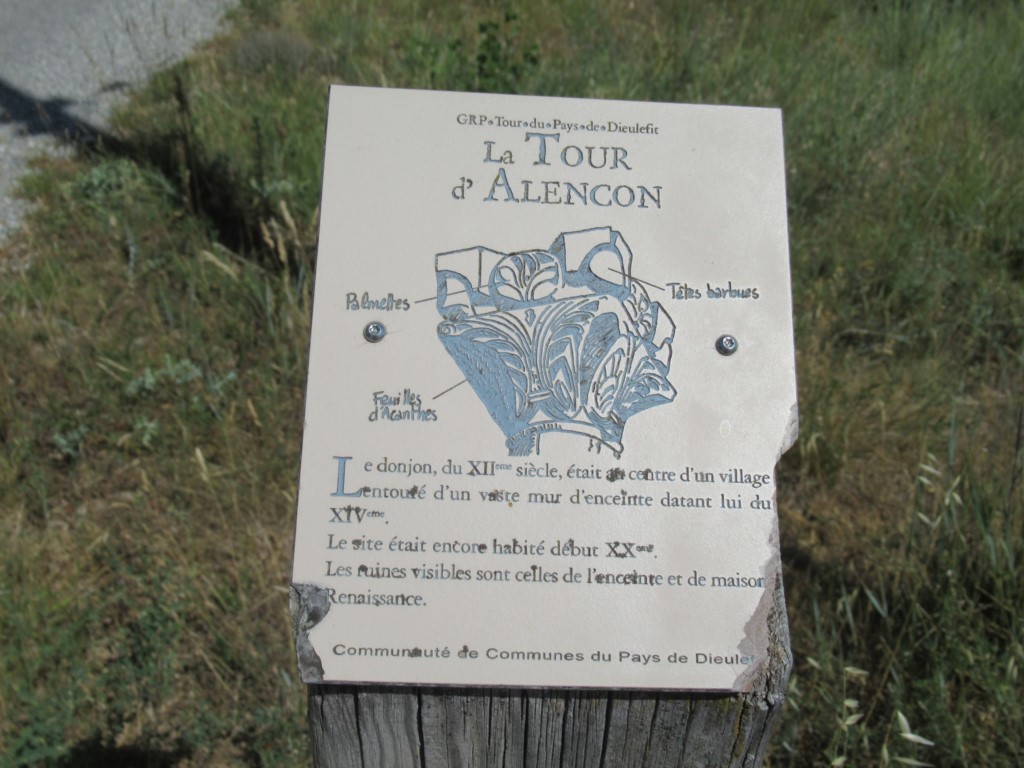 GRP•Tour•du•Pays•de•Dieulefit
La TOUR
d'ALENCON
Palmettes
Têtes barbues
Feuilles
d'Acanthes
Le donjon, du XIIeme siècle, était au centre d'un village
entouré d'un vaste mur d'enceinte datant lui du
XIVeme.
Le site était encore habité début XXeme.
Les ruines visibles sont celles de l'enceinte et de maison
Renaissance.
Communauté de Communes du Pays de Dieulef